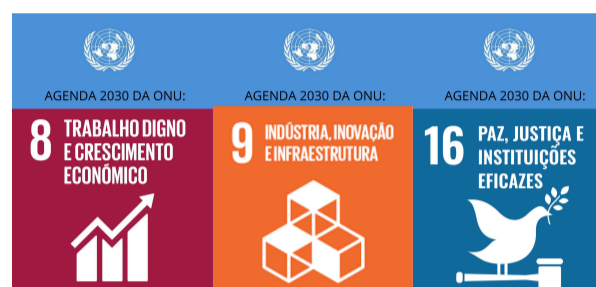 AGENDA 2030 DA ONU:
8 TRABALHO DIGNO
E CRESCIMENTO
ECONÓMICO
AGENDA 2030 DA ONU:
9 INDÚSTRIA, INOVAÇÃO
E INFRAESTRUTURA
AGENDA 2030 DA ONU:
16 PAZ, JUSTIÇA E
INSTITUIÇÕES
EFICAZES